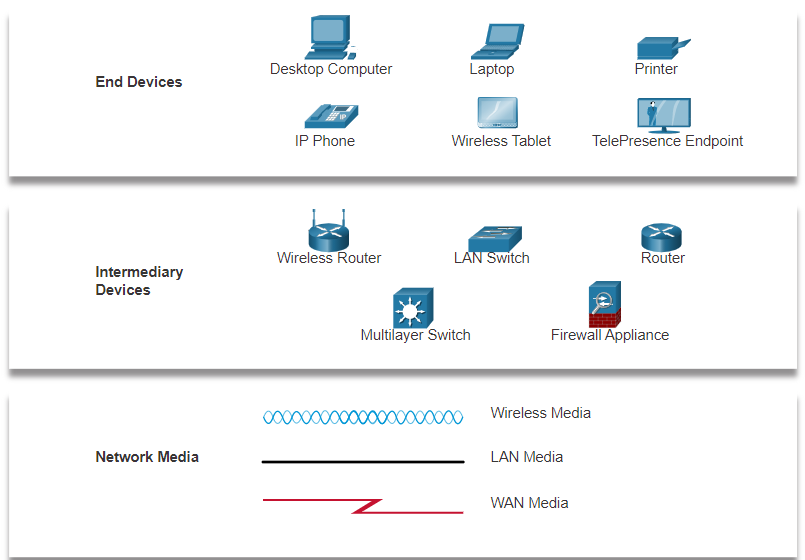 End Devices
Desktop Computer
Laptop
Printer
IP
IP Phone
Wireless Tablet
TelePresence Endpoint
Intermediary
Devices
Wireless Router
LAN Switch
Router
Multilayer Switch
Firewall Appliance
Network Media
Wireless Media
LAN Media
WAN Media